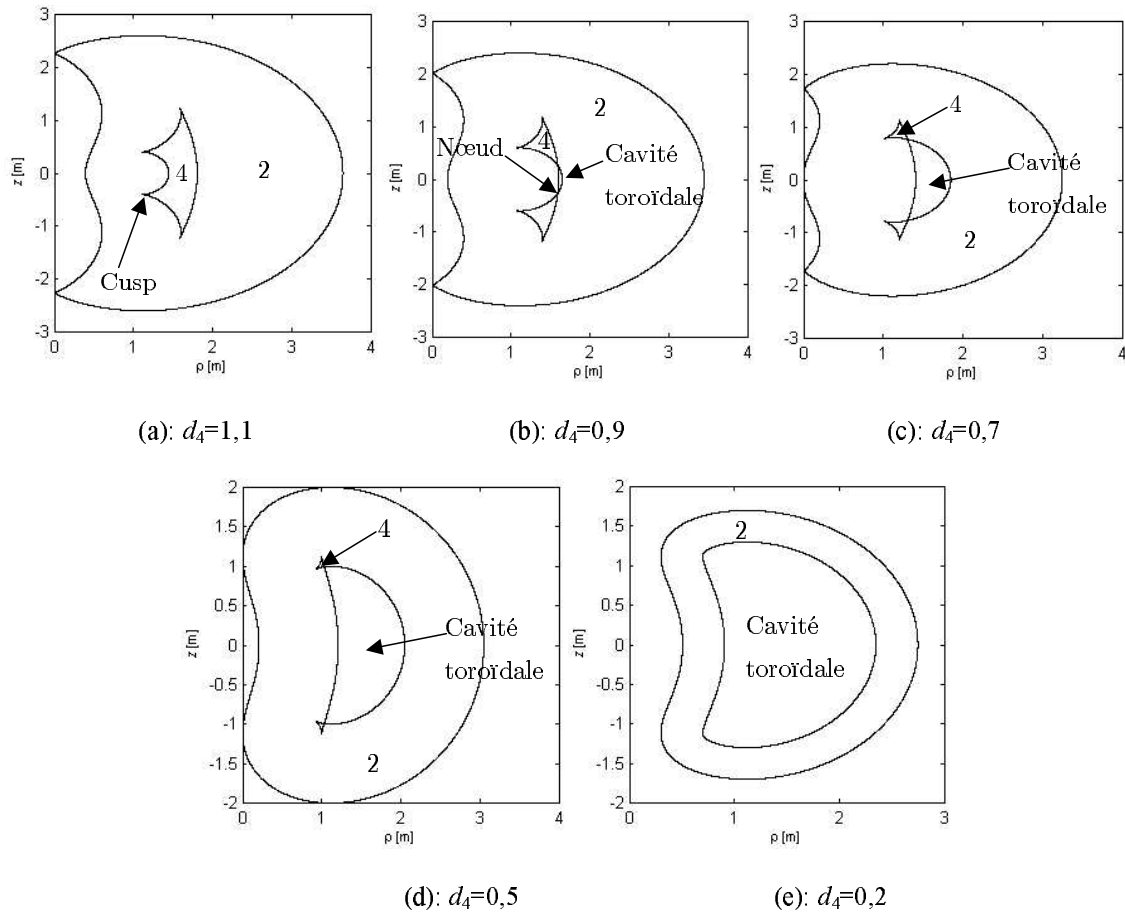 3
2
1
0
-1
-2
-3
0 1 2 3 4
z [m]
ρ [m]
4
2
Cusp
(a): d4=1,1
3
2
1
0
-1
-2
-3
0 1 2 3 4
z [m]
ρ [m]
2
4
Nœud
Cavité
toroïdale
(b): d4=0,9
3
2
1
0
-1
-2
-3
0 1 2 3 4
z [m]
ρ [m]
4
Cavité
toroïdale
2
(c): d4=0,7
2
1.5
1
0.5
0
-0.5
-1
-1.5
-2
0 1 2 3 4
z [m]
ρ [m]
4
Cavité
toroïdale
2
(d): d4=0,5
2
1.5
1
0.5
0
-0.5
-1
-1.5
-2
0 1 2 3
z [m]
ρ [m]
2
Cavité
toroïdale
(e): d4=0,2